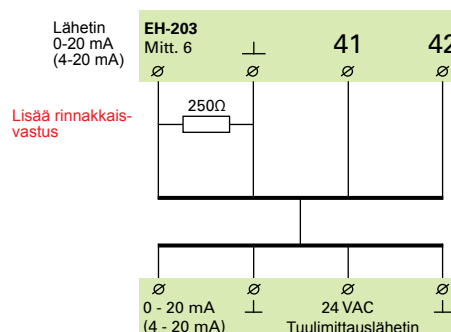 Lähetin
0-20 mA
(4-20 mA)
EH-203
Mitt. 6
41
42
Lisää rinnakkais-
vastus
250Ω
0 - 20 mA
(4 - 20 mA)
24 VAC
Tuulimittauslähetin